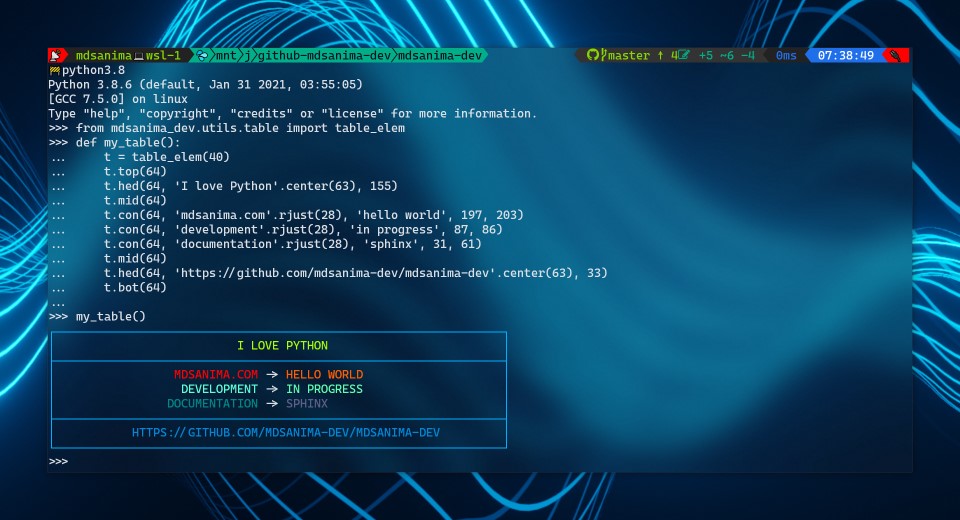 mdsanima wsl-1 mnt j github-mdsanima-dev mdsanima-dev master ↑ 4 +5 ~6 -4 0ms 07:38:49
python3.8
Python 3.8.6 (default, Jan 31 2021, 03:55:05)
[GCC 7.5.0] on linux
Type "help", "copyright", "credits" or "license" for more information.
>>> from mdsanima_dev.utils.table import table_elem
>>> def my_table():
...     t = table_elem(40)
...     t.top(64)
...     t.hed(64, 'I love Python'.center(63), 155)
...     t.mid(64)
...     t.con(64, 'mdsanima.com'.rjust(28), 'hello world', 197, 203)
...     t.con(64, 'development'.rjust(28), 'in progress', 87, 86)
...     t.con(64, 'documentation'.rjust(28), 'sphinx', 31, 61)
...     t.mid(64)
...     t.hed(64, 'https://github.com/mdsanima-dev/mdsanima-dev'.center(63), 33)
...     t.bot(64)
...
>>> my_table()
I LOVE PYTHON
MDSANIMA.COM → HELLO WORLD
DEVELOPMENT → IN PROGRESS
DOCUMENTATION → SPHINX
HTTPS://GITHUB.COM/MDSANIMA-DEV/MDSANIMA-DEV
>>>